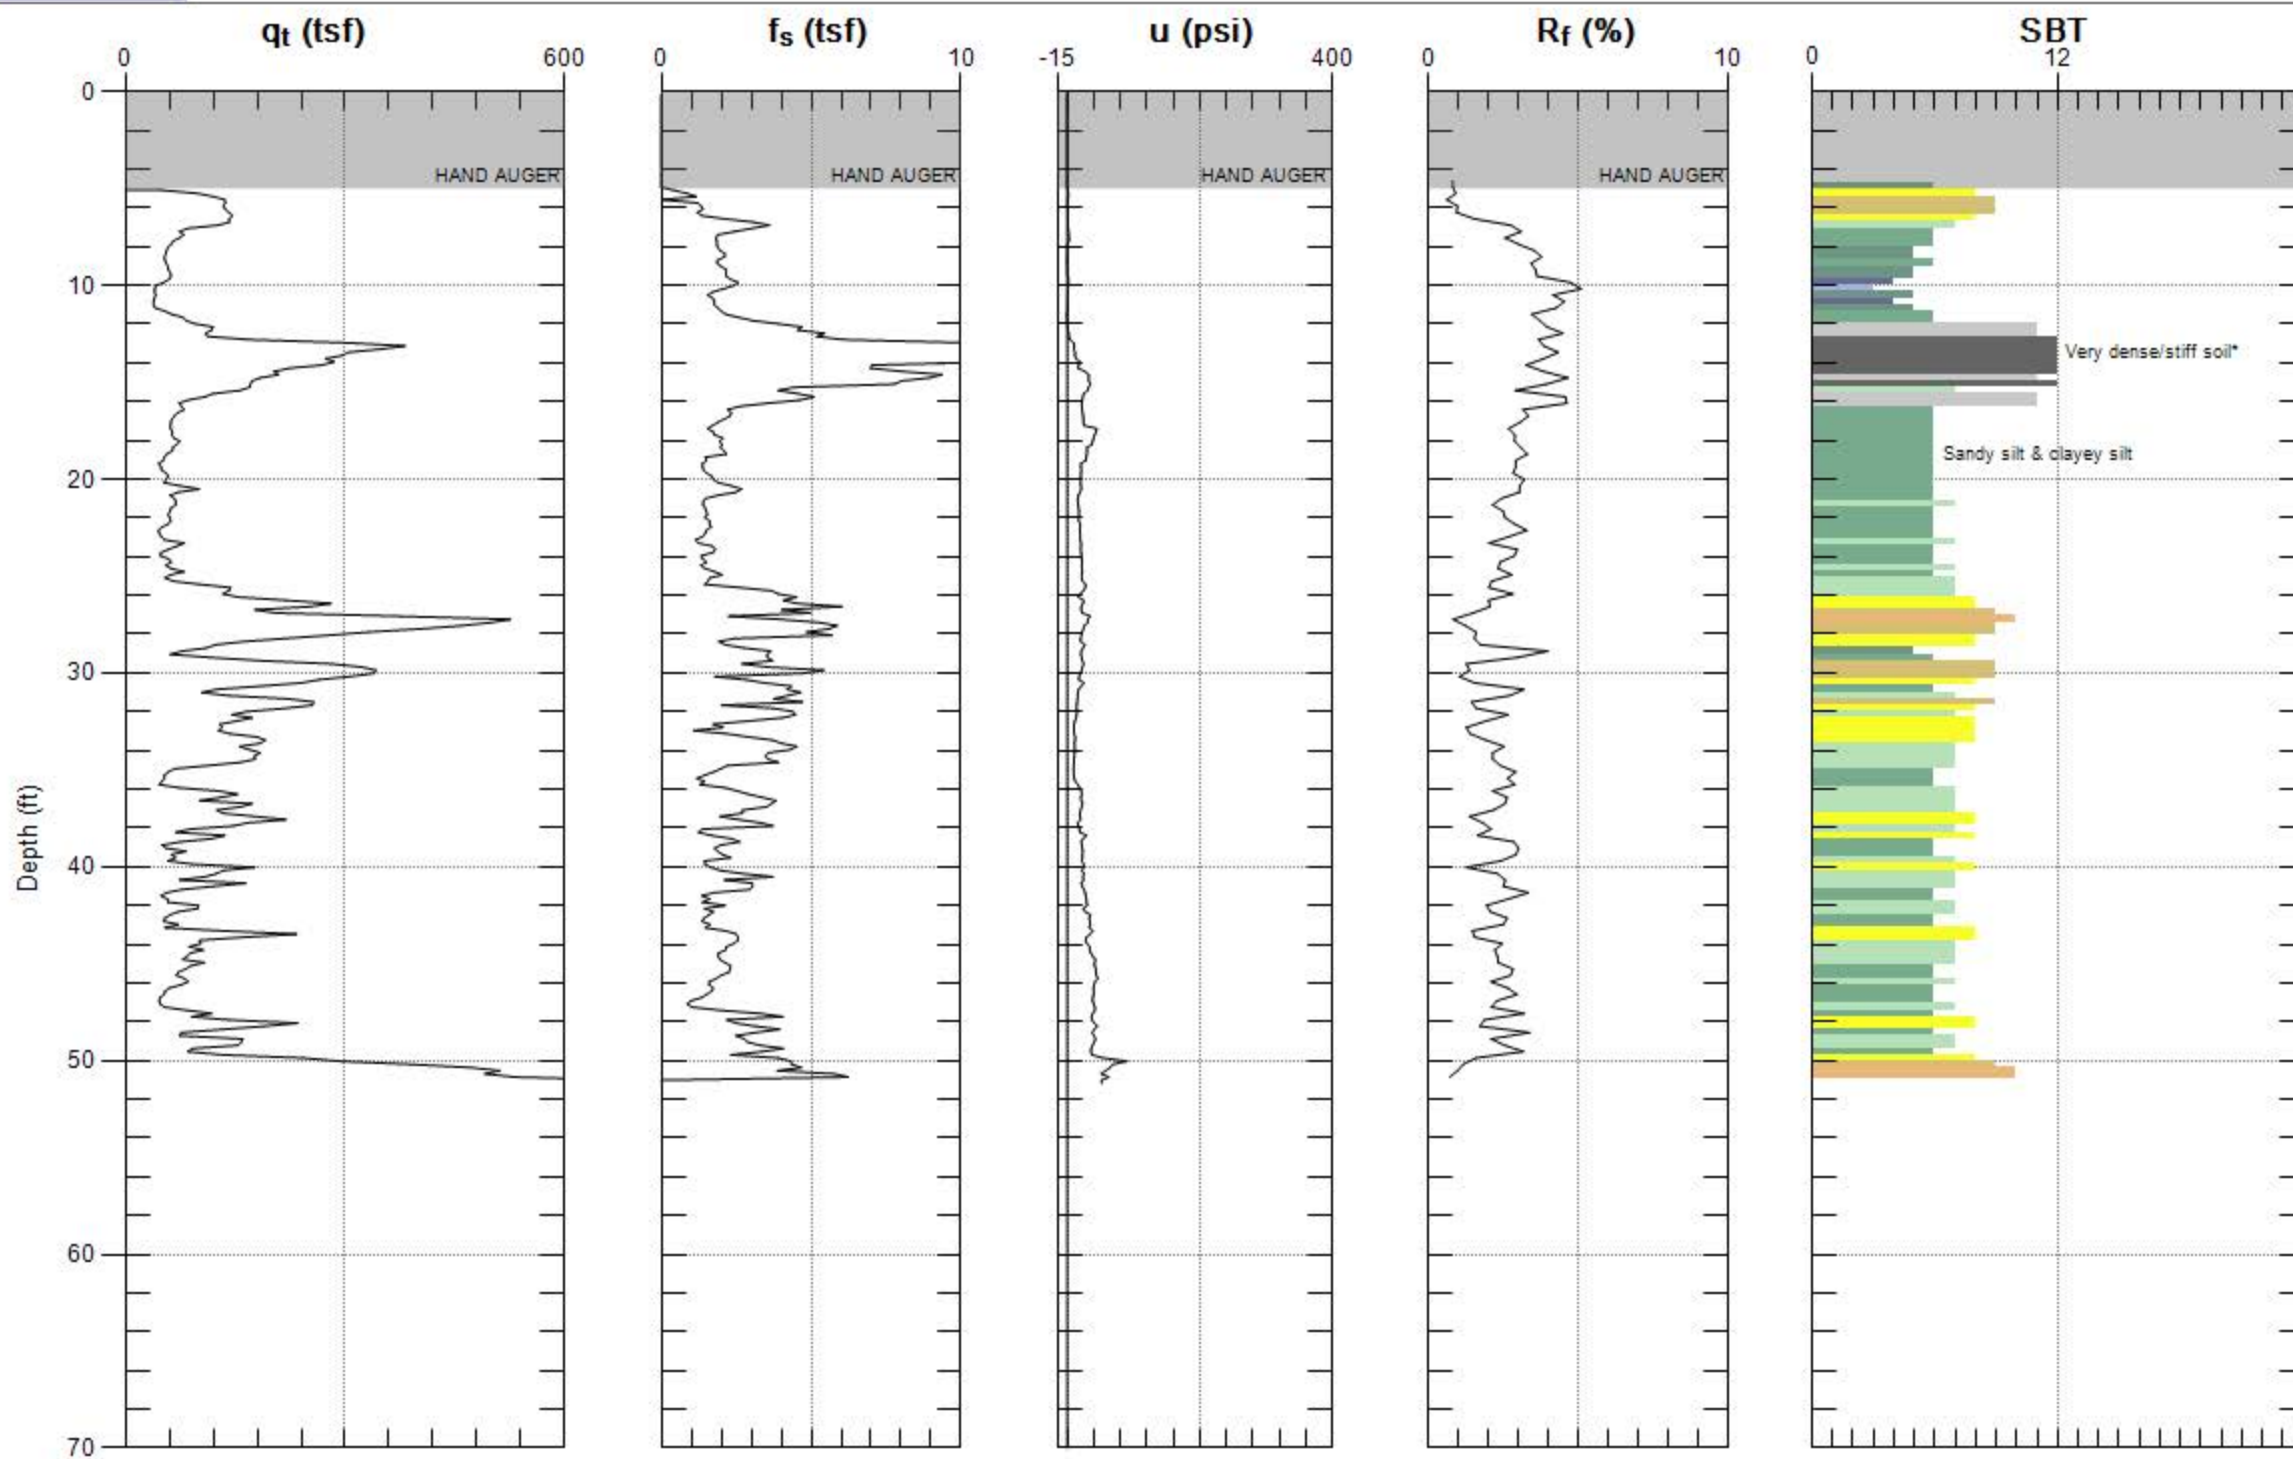 qt (tsf) fs (tsf) u (psi) Rf (%) SBT
0 600 0 10 -15 400 0 10 0 12
0
HAND AUGER HAND AUGER HAND AUGER HAND AUGER
10
Very dense/stiff soil*
Sandy silt & clayey silt
20
30
40
Depth (ft)
50
60
70